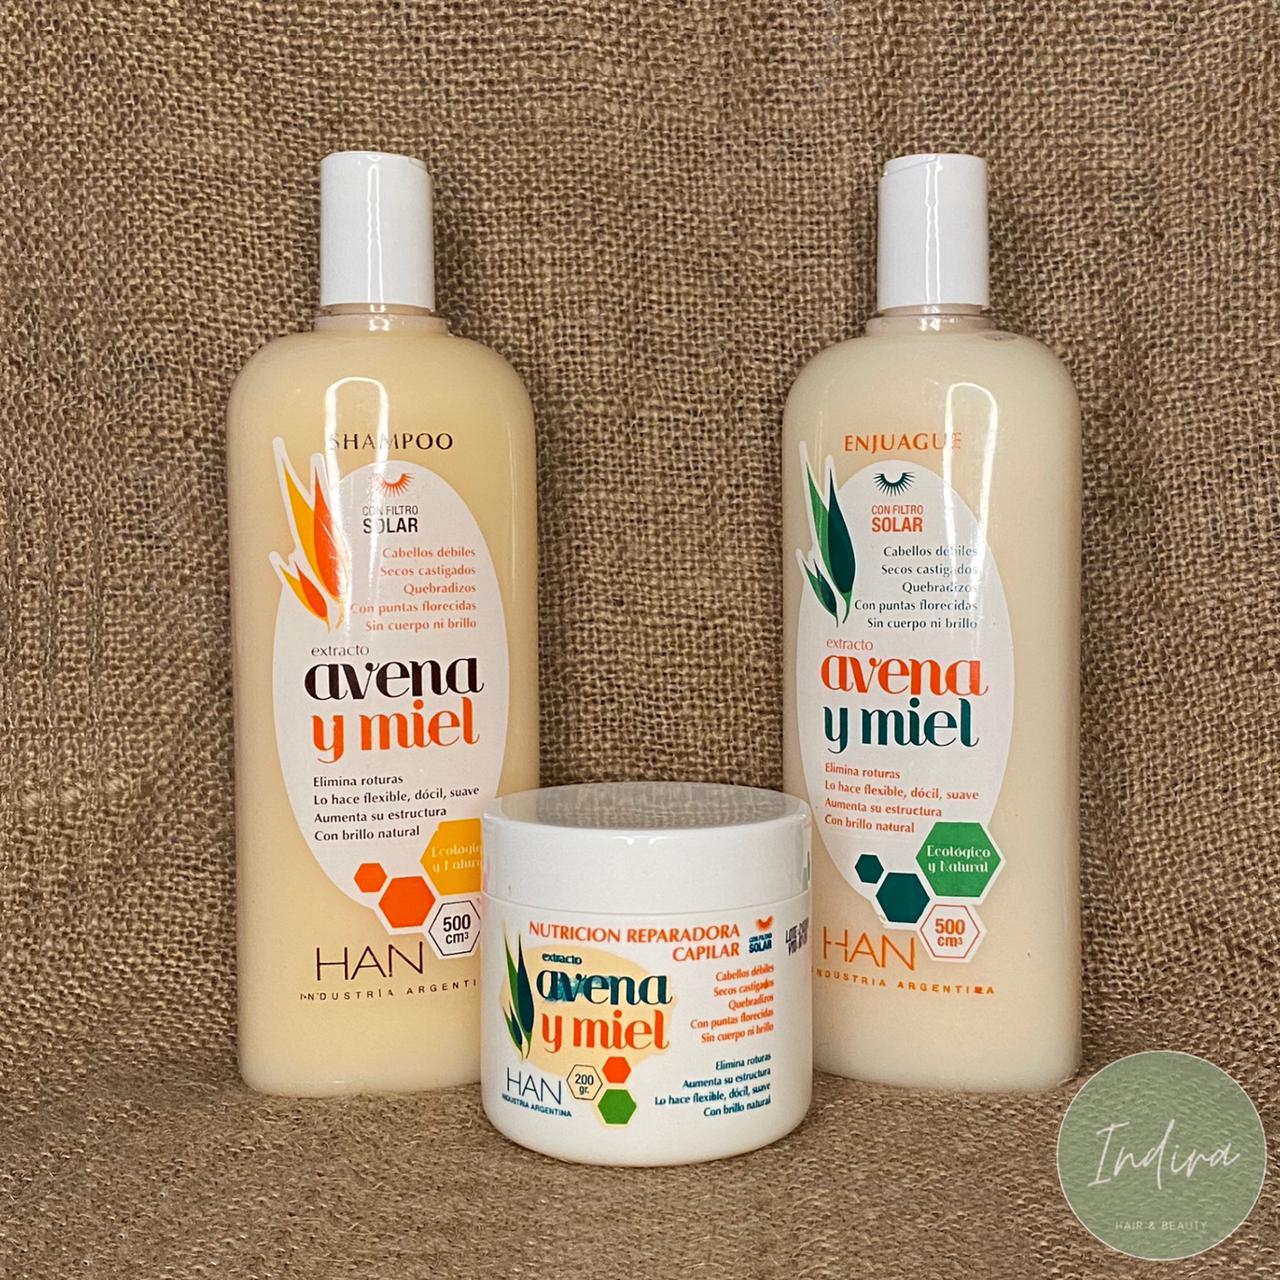 SHAMPOO
CON FILTRO
SOLAR
Cabellos débiles
Secos castigados
Quebradizos
Con puntas florecidas
Sin cuerpo ni brillo
extracto
avena
y miel
Elimina roturas
Lo hace flexible, dócil, suave
Aumenta su estructura
Con brillo natural
500
cm³
HAN
ENJUAGUE
CON FILTRO
SOLAR
Cabellos débiles
Secos castigados
Quebradizos
Con puntas florecidas
Sin cuerpo ni brillo
extracto
avena
y miel
Elimina roturas
Lo hace flexible, dócil, suave
Aumenta su estructura
Con brillo natural
Ecológico
y Natural
500
cm³
HAN
INDUSTRIA ARGENTINA
NUTRICION REPARADORA
CAPILAR
CON FILTRO
SOLAR
extracto
avena
y miel
Cabellos débiles
Secos castigados
Quebradizos
Con puntas florecidas
Sin cuerpo ni brillo
Elimina roturas
Aumenta su estructura
Lo hace flexible, dócil, suave
Con brillo natural
200
gr.
HAN
INDUSTRIA ARGENTINA
Indira
HAIR & BEAUTY